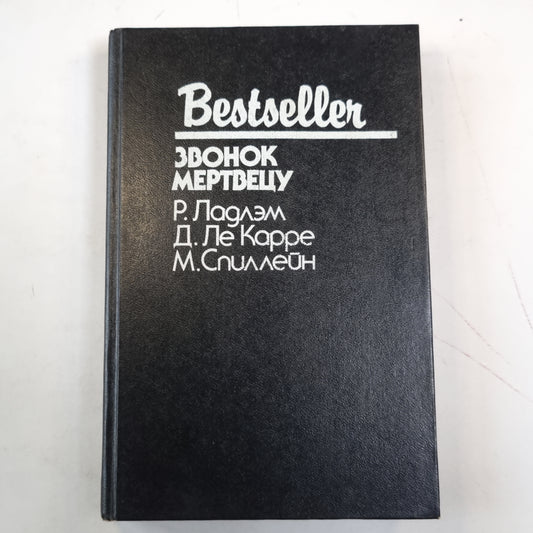 Bestseller
ЗВОНОК
МЕРТВЕЦУ
Р. Ладлэм
Д. Ле Карре
М. Спиллейн